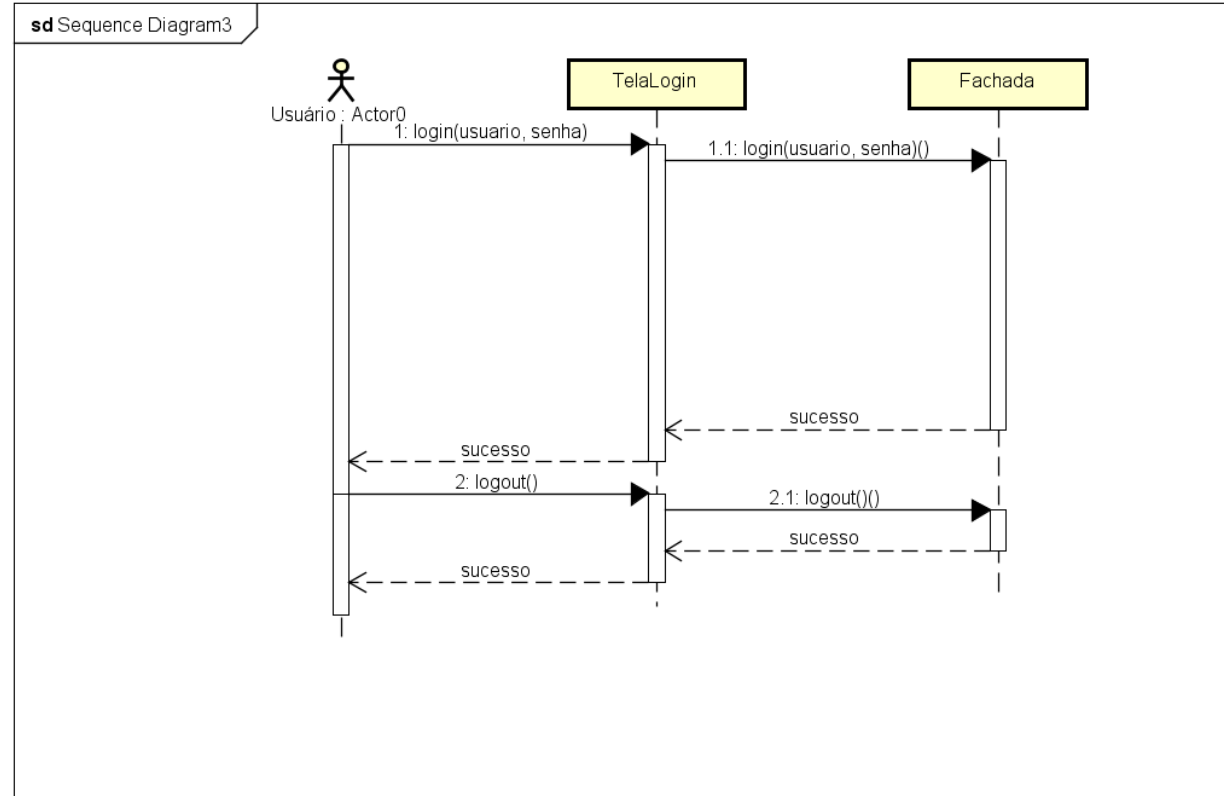 sd Sequence Diagram3
TelaLogin
Fachada
Usuário : Actor0
1: login(usuario, senha)
1.1: login(usuario, senha)()
sucesso
sucesso
2: logout()
2.1: logout()()
sucesso
sucesso